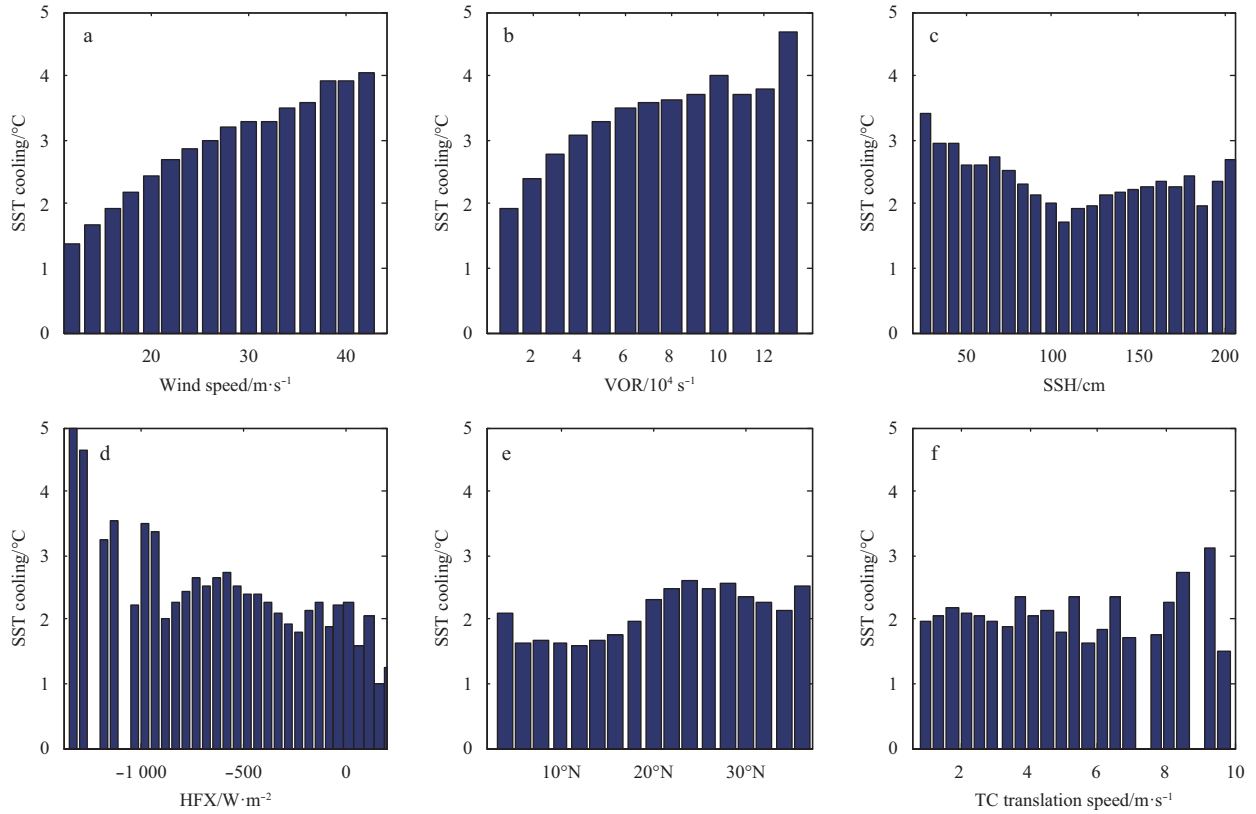 a
5
4
3
2
1
0
SST cooling/°C
20 30 40
Wind speed/m·s⁻¹
b
5
4
3
2
1
0
SST cooling/°C
2 4 6 8 10 12
VOR/10⁴ s⁻¹
c
5
4
3
2
1
0
SST cooling/°C
50 100 150 200
SSH/cm
d
5
4
3
2
1
0
SST cooling/°C
-1 000 -500 0
HFX/W·m⁻²
e
5
4
3
2
1
0
SST cooling/°C
10°N 20°N 30°N
f
5
4
3
2
1
0
SST cooling/°C
2 4 6 8 10
TC translation speed/m·s⁻¹